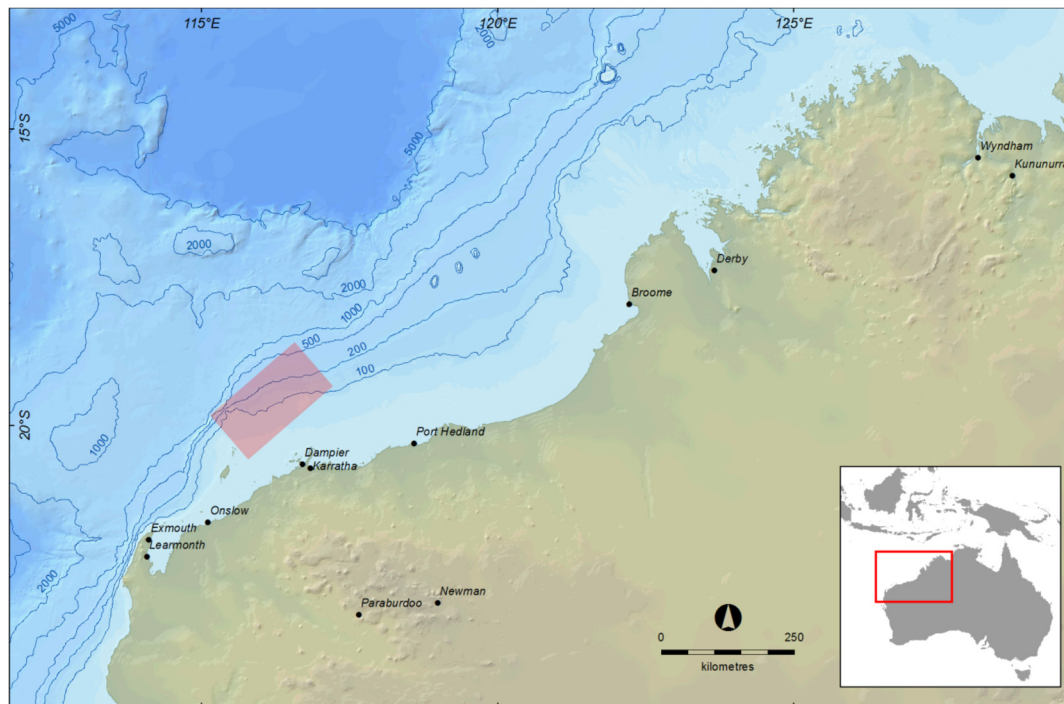 115°E
120°E
125°E
5000
2000
5000
15°S
Wyndham
Kununurra
2000
2000
Derby
1000
Broome
500
200
100
20°S
1000
Port Hedland
Dampier
Karratha
Onslow
Exmouth
Learmonth
2000
Newman
Paraburdoo
0 250
kilometres